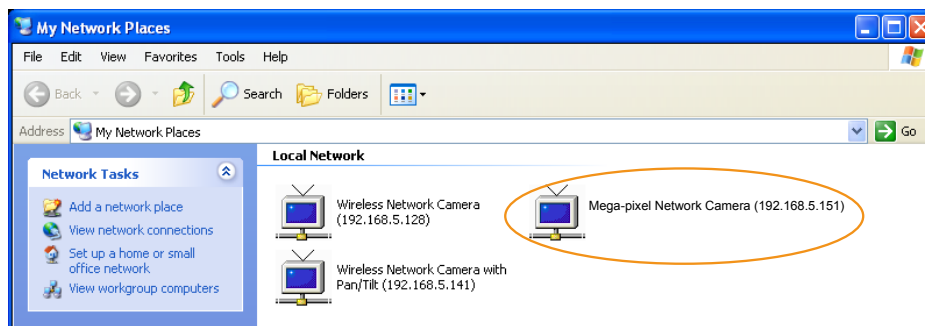 My Network Places
File Edit View Favorites Tools Help
Back Search Folders
Address My Network Places Go
Network Tasks
Add a network place
View network connections
Set up a home or small
office network
View workgroup computers
Local Network
Wireless Network Camera
(192.168.5.128)
Mega-pixel Network Camera (192.168.5.151)
Wireless Network Camera with
Pan/Tilt (192.168.5.141)